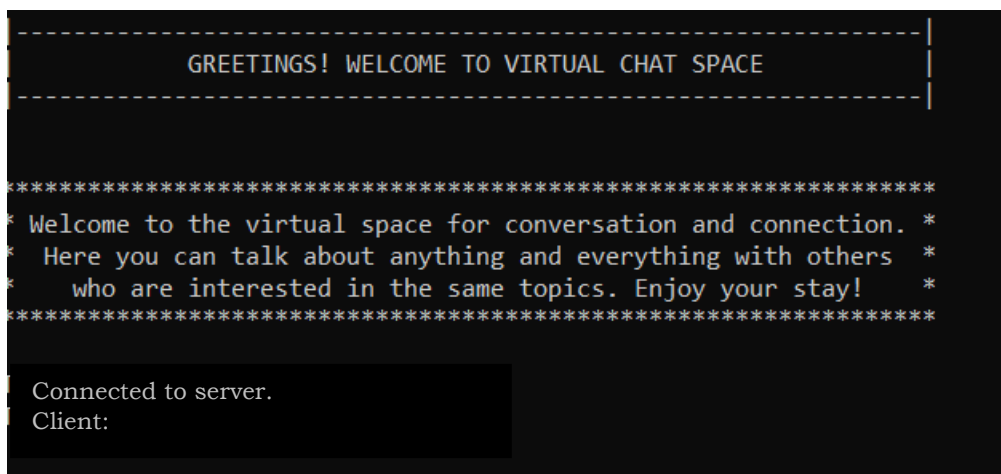 |---------------------------------------------------------------|
GREETINGS! WELCOME TO VIRTUAL CHAT SPACE |
|---------------------------------------------------------------|
*****************************************************************
* Welcome to the virtual space for conversation and connection. *
* Here you can talk about anything and everything with others *
* who are interested in the same topics. Enjoy your stay! *
*****************************************************************
Connected to server.
Client: